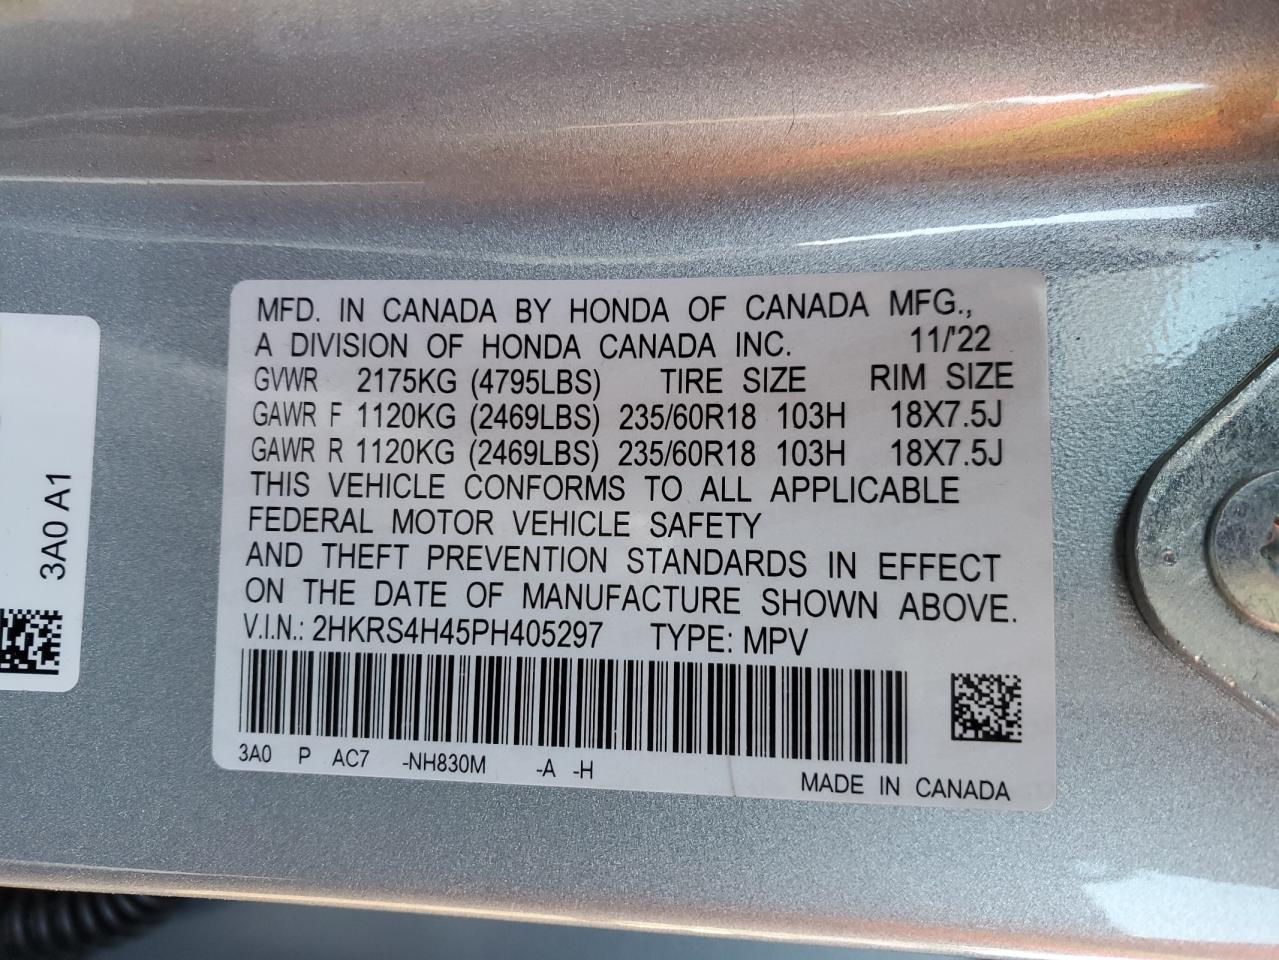 MFD. IN CANADA BY HONDA OF CANADA MFG.,
A DIVISION OF HONDA CANADA INC. 11/'22
GVWR 2175KG (4795LBS) TIRE SIZE RIM SIZE
GAWR F 1120KG (2469LBS) 235/60R18 103H 18X7.5J
GAWR R 1120KG (2469LBS) 235/60R18 103H 18X7.5J
THIS VEHICLE CONFORMS TO ALL APPLICABLE
FEDERAL MOTOR VEHICLE SAFETY
AND THEFT PREVENTION STANDARDS IN EFFECT
ON THE DATE OF MANUFACTURE SHOWN ABOVE.
V.I.N.: 2HKRS4H45PH405297 TYPE: MPV
3A0 P AC7 -NH830M -A -H
MADE IN CANADA
3A0 A1